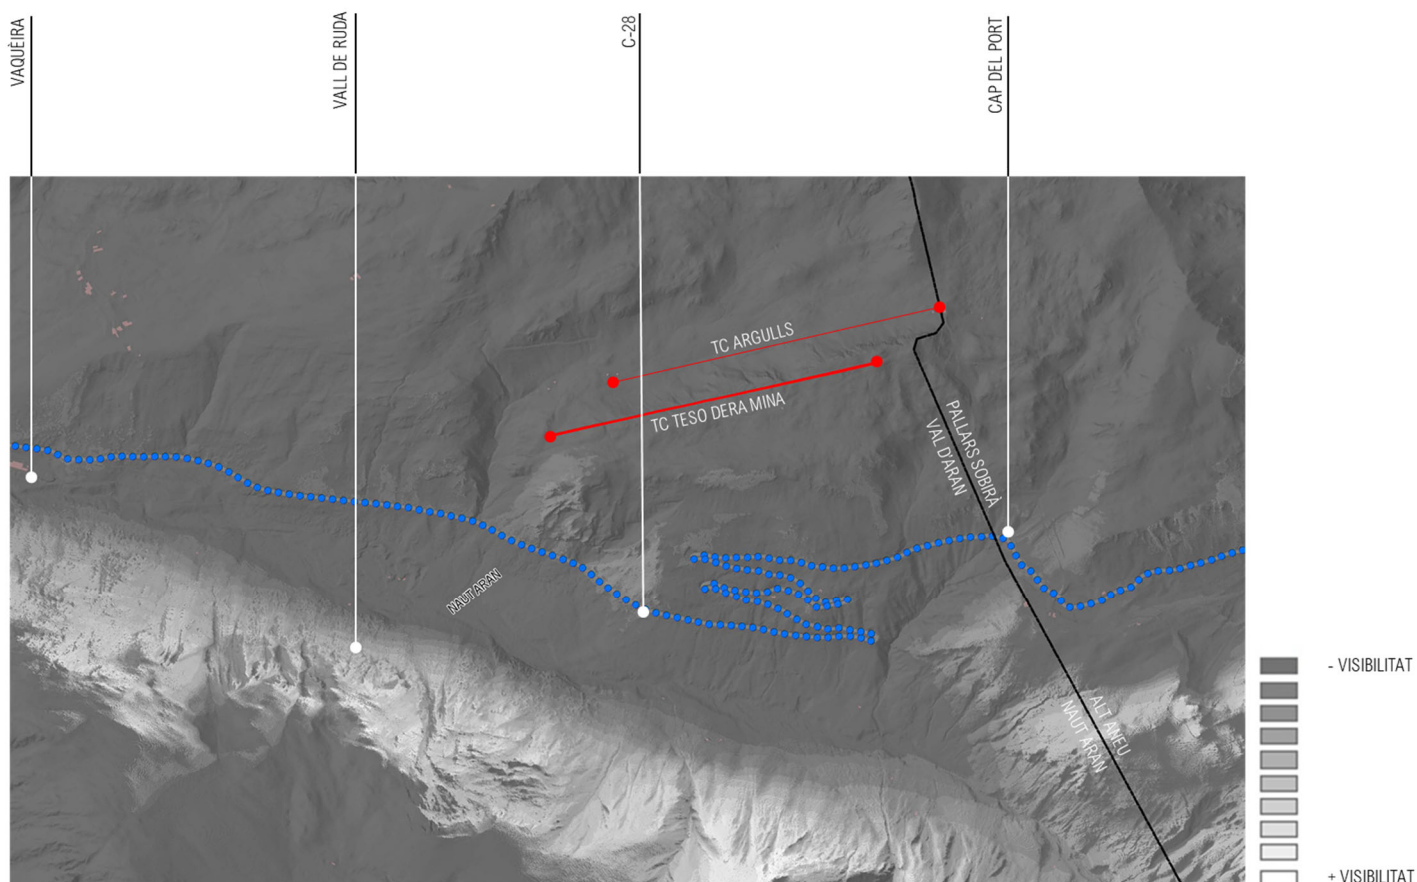 VAQUÈIRA
VALL DE RUDA
C-28
CAP DEL PORT
TC ARGULLS
TC TESO DERA MINA
PALLARS SOBIRÀ
VAL D'ARAN
NAUT ARAN
ALT ANEU
NAUT ARAN
- VISIBILITAT
+ VISIBILITAT